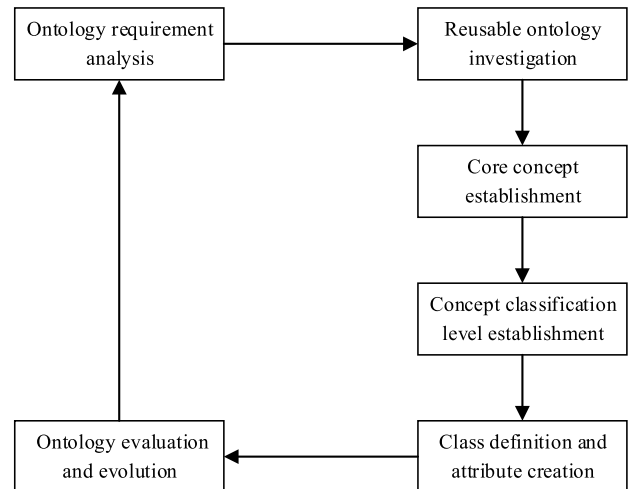 Ontology requirement
analysis
Reusable ontology
investigation
Core concept
establishment
Concept classification
level establishment
Class definition and
attribute creation
Ontology evaluation
and evolution